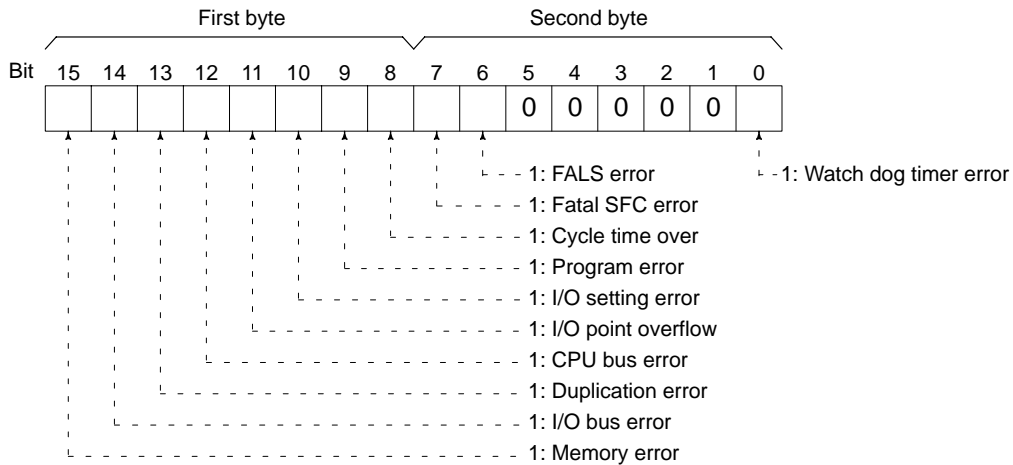 First byte Second byte
Bit 15 14 13 12 11 10 9 8 7 6 5 4 3 2 1 0
0 0 0 0 0
1: FALS error 1: Watch dog timer error
1: Fatal SFC error
1: Cycle time over
1: Program error
1: I/O setting error
1: I/O point overflow
1: CPU bus error
1: Duplication error
1: I/O bus error
1: Memory error